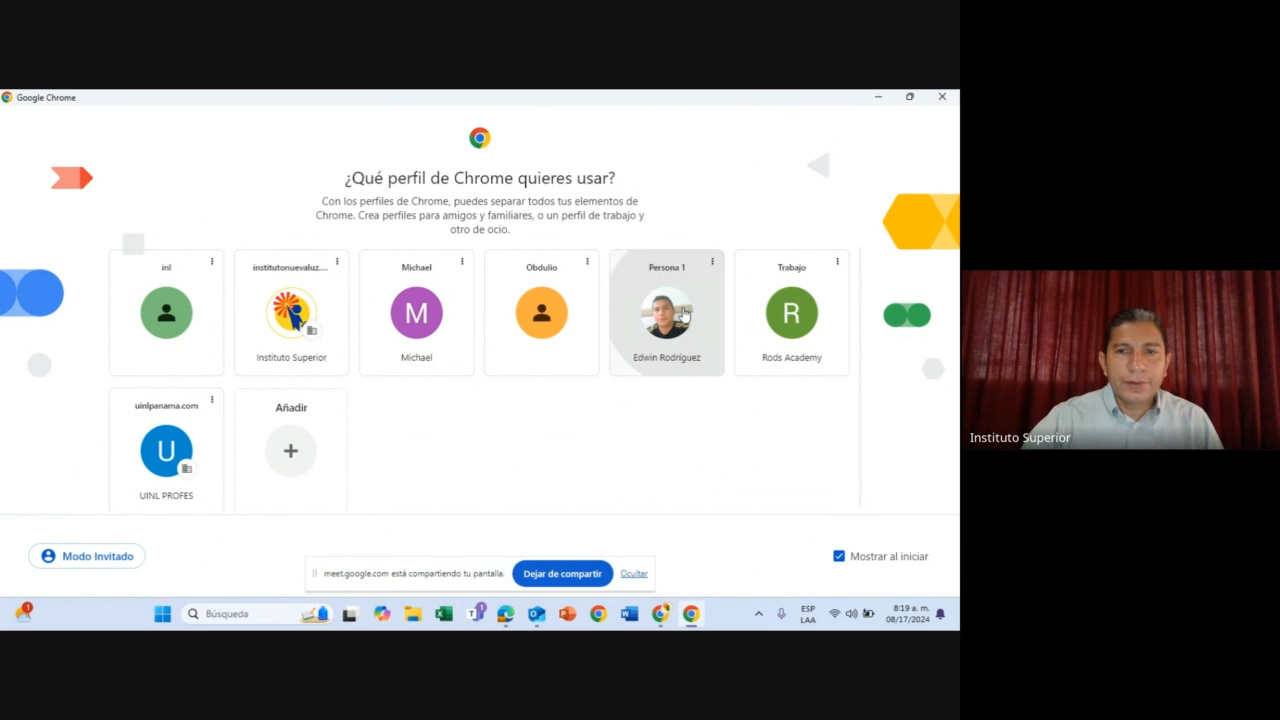 Google Chrome
¿Qué perfil de Chrome quieres usar?
Con los perfiles de Chrome, puedes separar todos tus elementos de
Chrome. Crea perfiles para amigos y familiares, o un perfil de trabajo y
otro de ocio.
inl
institutonuevaluz....
Instituto Superior
Michael
M
Michael
Obdulio
Persona 1
Edwin Rodríguez
Trabajo
R
Rods Academy
uinlpanama.com
U
UINL PROFES
Añadir
Modo Invitado
Mostrar al iniciar
meet.google.com está compartiendo tu pantalla.
Dejar de compartir
Ocultar
Búsqueda
ESP
LAA
8:19 a. m.
08/17/2024
Instituto Superior